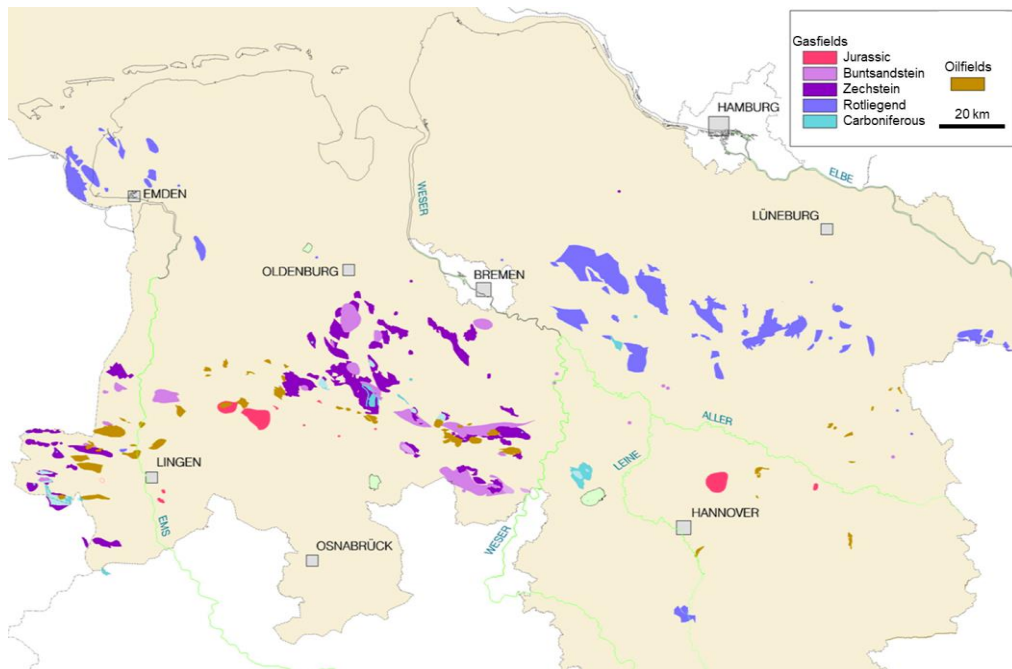 Gasfields
Jurassic
Buntsandstein
Zechstein
Rotliegend
Carboniferous
Oilfields
20 km
HAMBURG
ELBE
EMDEN
WESER
LÜNEBURG
OLDENBURG
BREMEN
ALLER
LINGEN
LEINE
HANNOVER
EMS
OSNABRÜCK
WESER